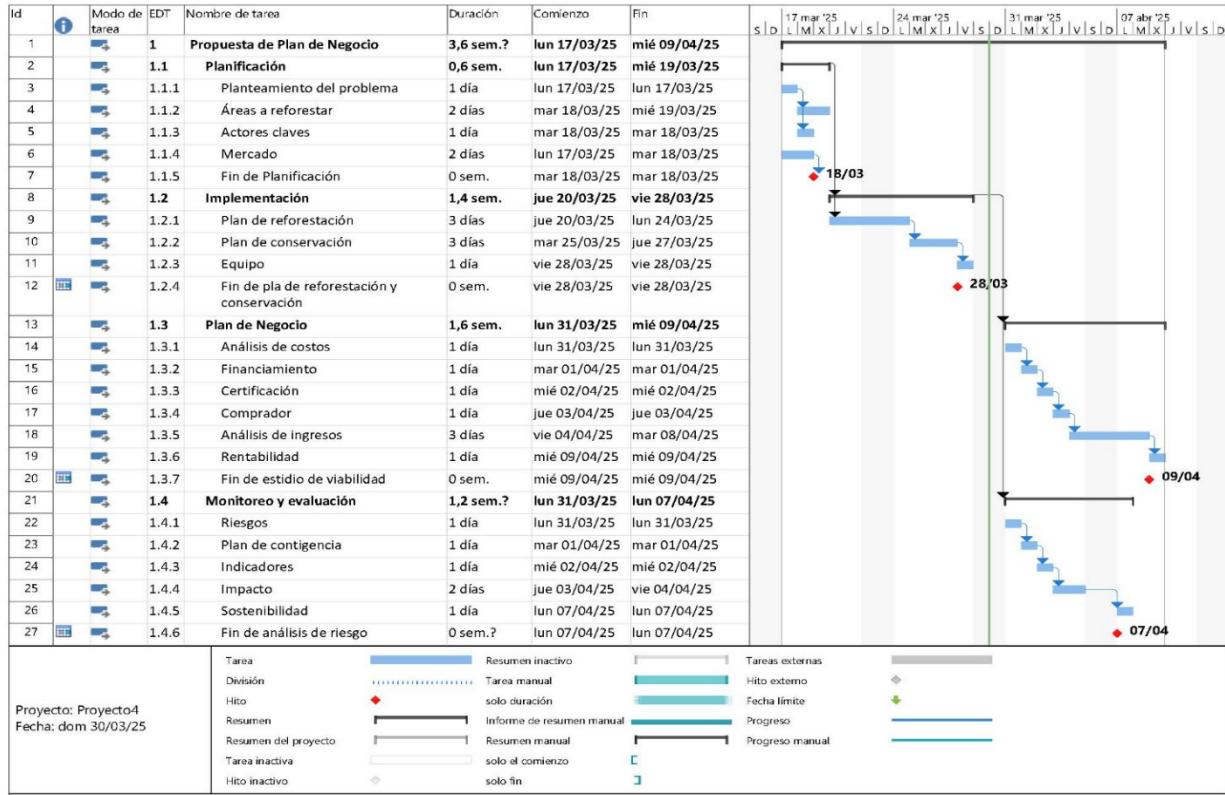 Id Modo de tarea EDT Nombre de tarea Duración Comienzo Fin 17 mar '25 24 mar '25 31 mar '25 07 abr '25
S D L M X J V S D L M X J V S D L M X J V S D L M X J V S D
1 1 Propuesta de Plan de Negocio 3,6 sem.? lun 17/03/25 mié 09/04/25
2 1.1 Planificación 0,6 sem. lun 17/03/25 mié 19/03/25
3 1.1.1 Planteamiento del problema 1 día lun 17/03/25 lun 17/03/25
4 1.1.2 Áreas a reforestar 2 días mar 18/03/25 mié 19/03/25
5 1.1.3 Actores claves 1 día mar 18/03/25 mar 18/03/25
6 1.1.4 Mercado 2 días lun 17/03/25 mar 18/03/25
7 1.1.5 Fin de Planificación 0 sem. mar 18/03/25 mar 18/03/25 18/03
8 1.2 Implementación 1,4 sem. jue 20/03/25 vie 28/03/25
9 1.2.1 Plan de reforestación 3 días jue 20/03/25 lun 24/03/25
10 1.2.2 Plan de conservación 3 días mar 25/03/25 jue 27/03/25
11 1.2.3 Equipo 1 día vie 28/03/25 vie 28/03/25
12 1.2.4 Fin de pla de reforestación y conservación 0 sem. vie 28/03/25 vie 28/03/25 28/03
13 1.3 Plan de Negocio 1,6 sem. lun 31/03/25 mié 09/04/25
14 1.3.1 Análisis de costos 1 día lun 31/03/25 lun 31/03/25
15 1.3.2 Financiamiento 1 día mar 01/04/25 mar 01/04/25
16 1.3.3 Certificación 1 día mié 02/04/25 mié 02/04/25
17 1.3.4 Comprador 1 día jue 03/04/25 jue 03/04/25
18 1.3.5 Análisis de ingresos 3 días vie 04/04/25 mar 08/04/25
19 1.3.6 Rentabilidad 1 día mié 09/04/25 mié 09/04/25
20 1.3.7 Fin de estidio de viabilidad 0 sem. mié 09/04/25 mié 09/04/25 09/04
21 1.4 Monitoreo y evaluación 1,2 sem.? lun 31/03/25 lun 07/04/25
22 1.4.1 Riesgos 1 día lun 31/03/25 lun 31/03/25
23 1.4.2 Plan de contigencia 1 día mar 01/04/25 mar 01/04/25
24 1.4.3 Indicadores 1 día mié 02/04/25 mié 02/04/25
25 1.4.4 Impacto 2 días jue 03/04/25 vie 04/04/25
26 1.4.5 Sostenibilidad 1 día lun 07/04/25 lun 07/04/25
27 1.4.6 Fin de análisis de riesgo 0 sem.? lun 07/04/25 lun 07/04/25 07/04
Proyecto: Proyecto4
Fecha: dom 30/03/25
Tarea Resumen inactivo Tareas externas
División Tarea manual Hito externo
Hito solo duración Fecha límite
Resumen Informe de resumen manual Progreso
Resumen del proyecto Resumen manual Progreso manual
Tarea inactiva solo el comienzo
Hito inactivo solo fin